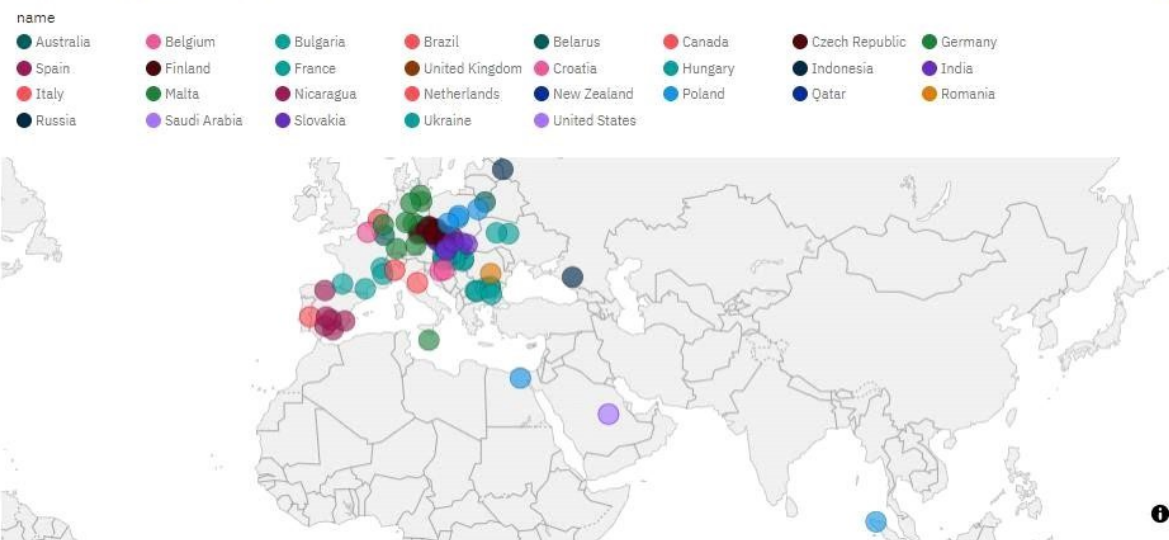 name
Australia Belgium Bulgaria Brazil Belarus Canada Czech Republic Germany
Spain Finland France United Kingdom Croatia Hungary Indonesia India
Italy Malta Nicaragua Netherlands New Zealand Poland Qatar Romania
Russia Saudi Arabia Slovakia Ukraine United States
i